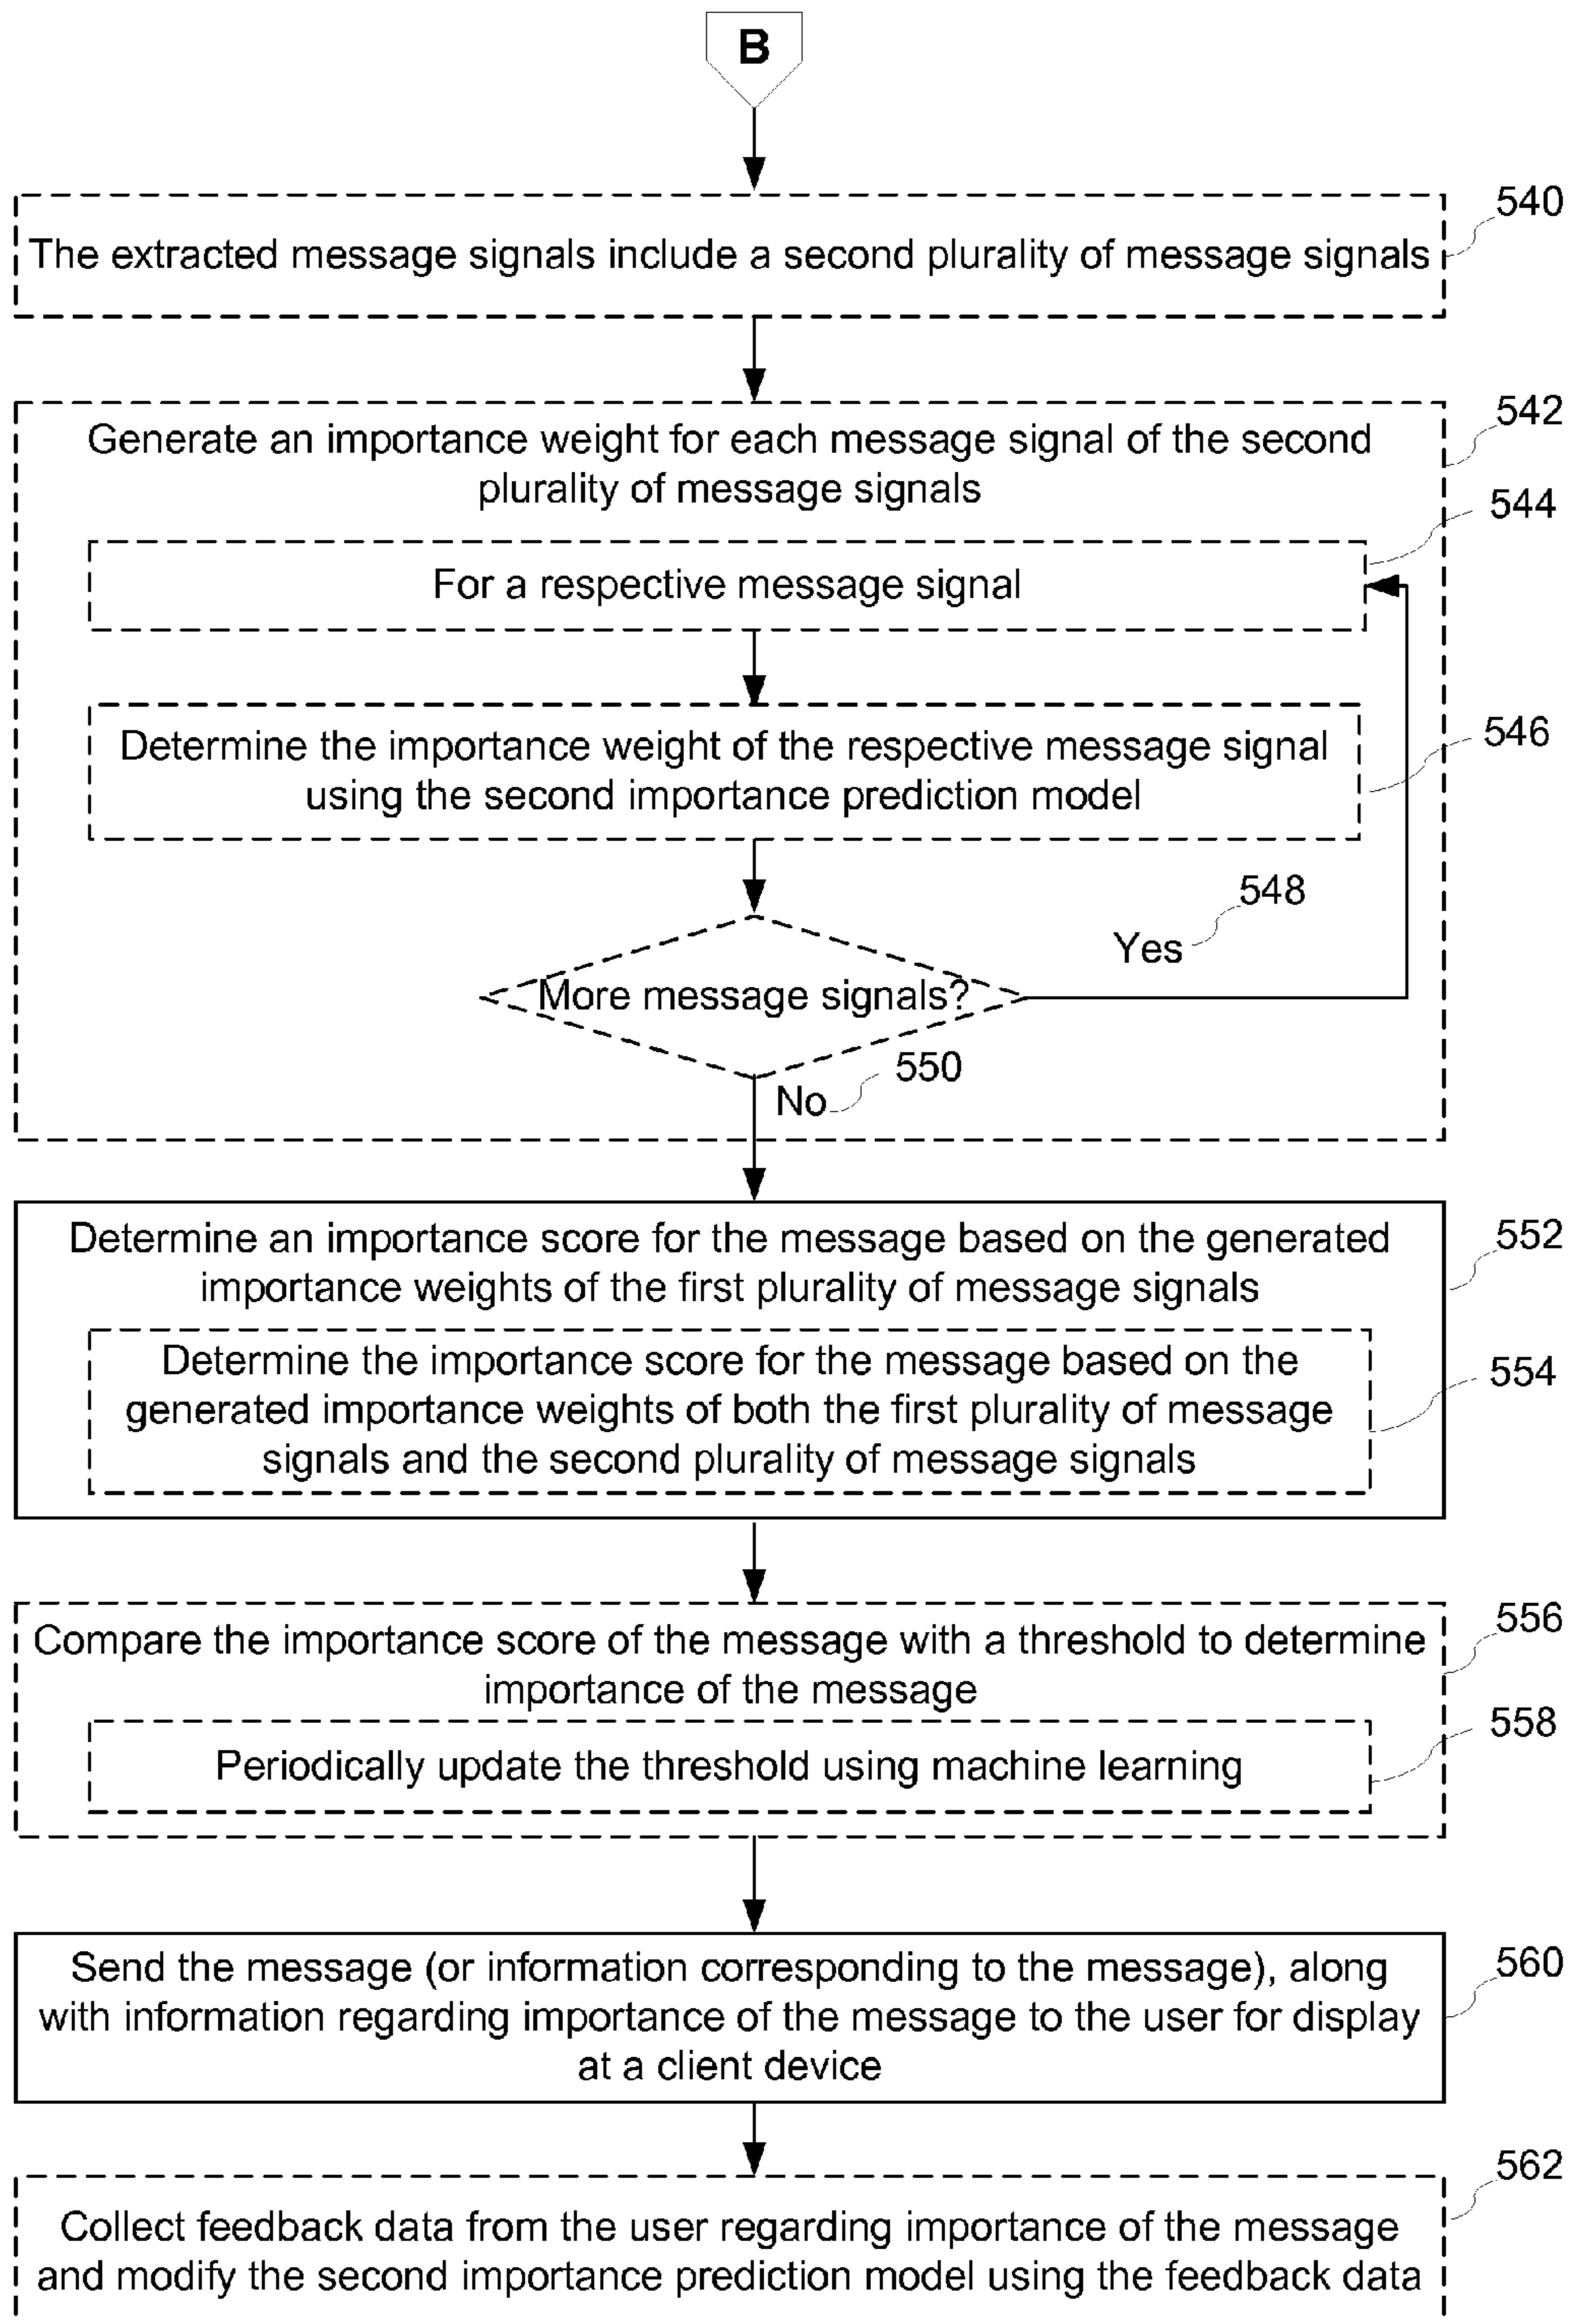 B
540
The extracted message signals include a second plurality of message signals
542
Generate an importance weight for each message signal of the second
plurality of message signals
544
For a respective message signal
546
Determine the importance weight of the respective message signal
using the second importance prediction model
548
Yes
More message signals?
550
No
552
Determine an importance score for the message based on the generated
importance weights of the first plurality of message signals
554
Determine the importance score for the message based on the
generated importance weights of both the first plurality of message
signals and the second plurality of message signals
556
Compare the importance score of the message with a threshold to determine
importance of the message
558
Periodically update the threshold using machine learning
560
Send the message (or information corresponding to the message), along
with information regarding importance of the message to the user for display
at a client device
562
Collect feedback data from the user regarding importance of the message
and modify the second importance prediction model using the feedback data